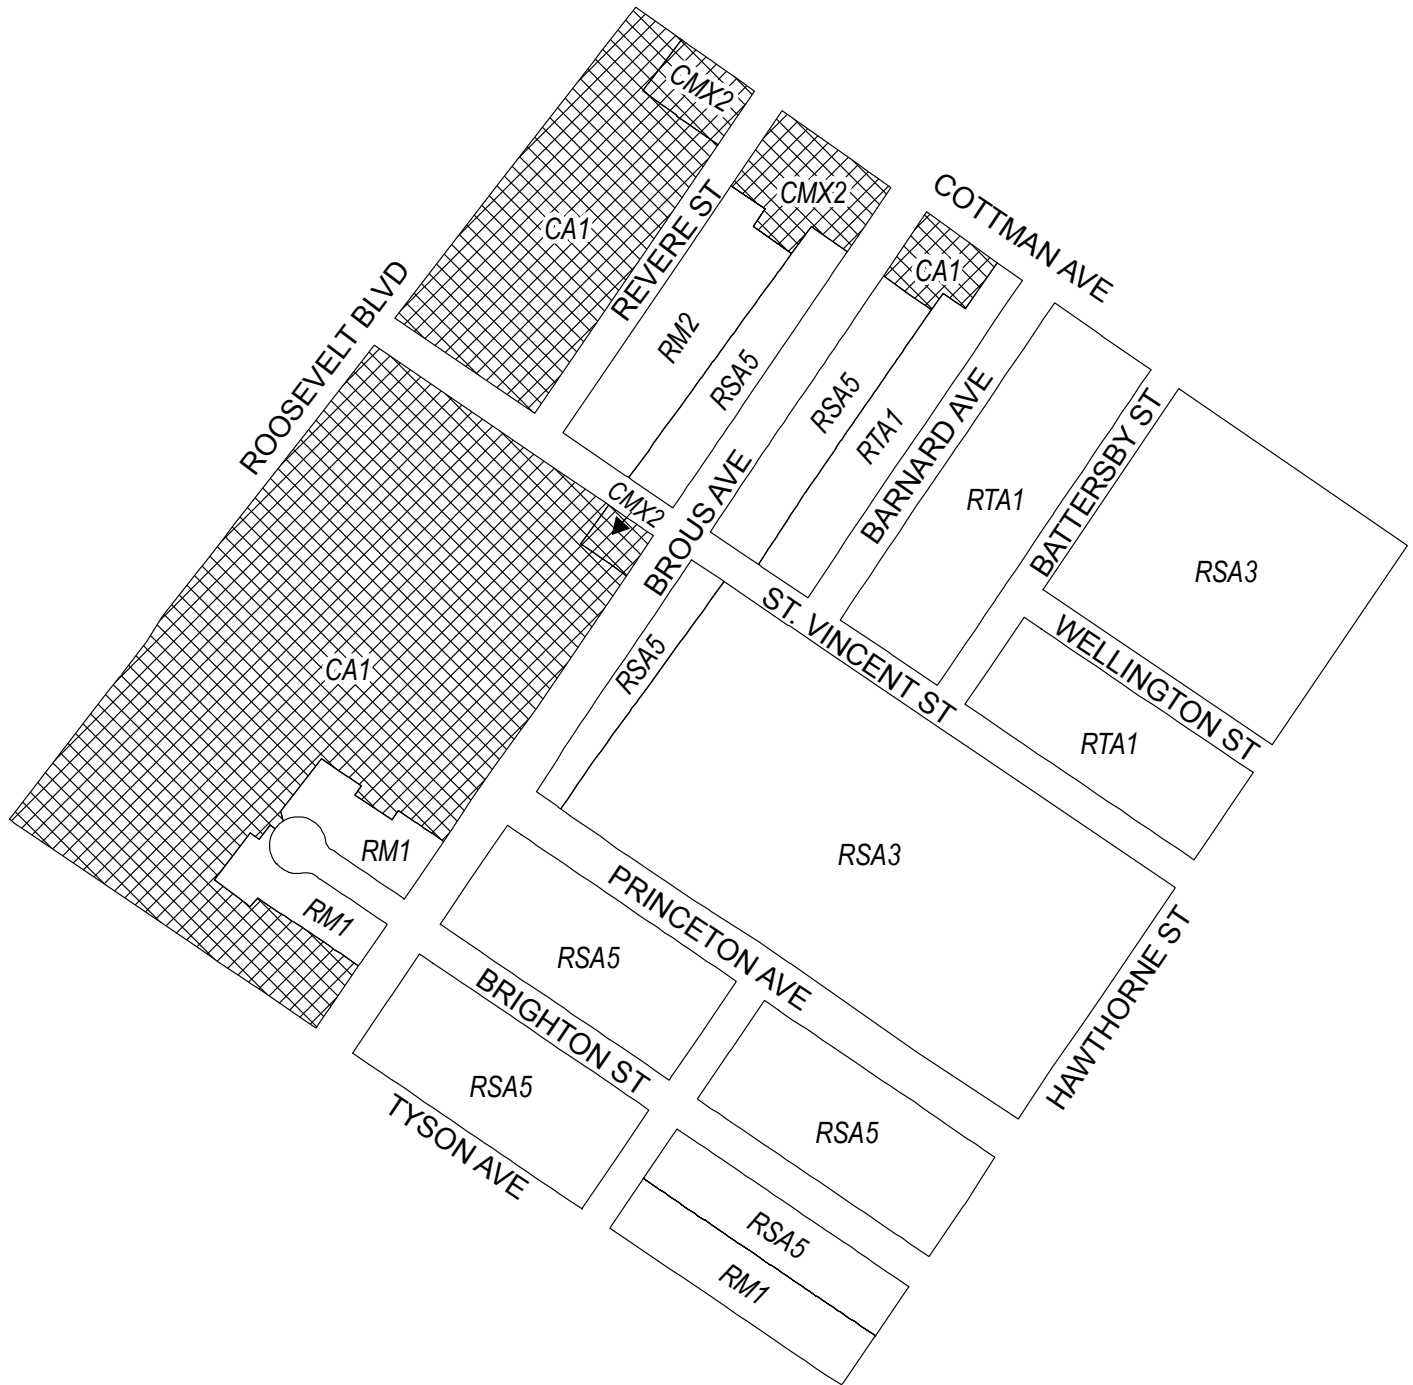 CMX2
CMX2
COTTMAN AVE
CA1
REVERE ST
CA1
ROOSEVELT BLVD
RM2
RSA5
RSA5
RTA1
BARNARD AVE
RTA1
BATTERSBY ST
RSA3
CMX2
BROUS AVE
ST. VINCENT ST
WELLINGTON ST
RSA5
CA1
RTA1
RM1
RSA3
RM1
PRINCETON AVE
RSA5
HAWTHORNE ST
BRIGHTON ST
RSA5
TYSON AVE
RSA5
RSA5
RM1